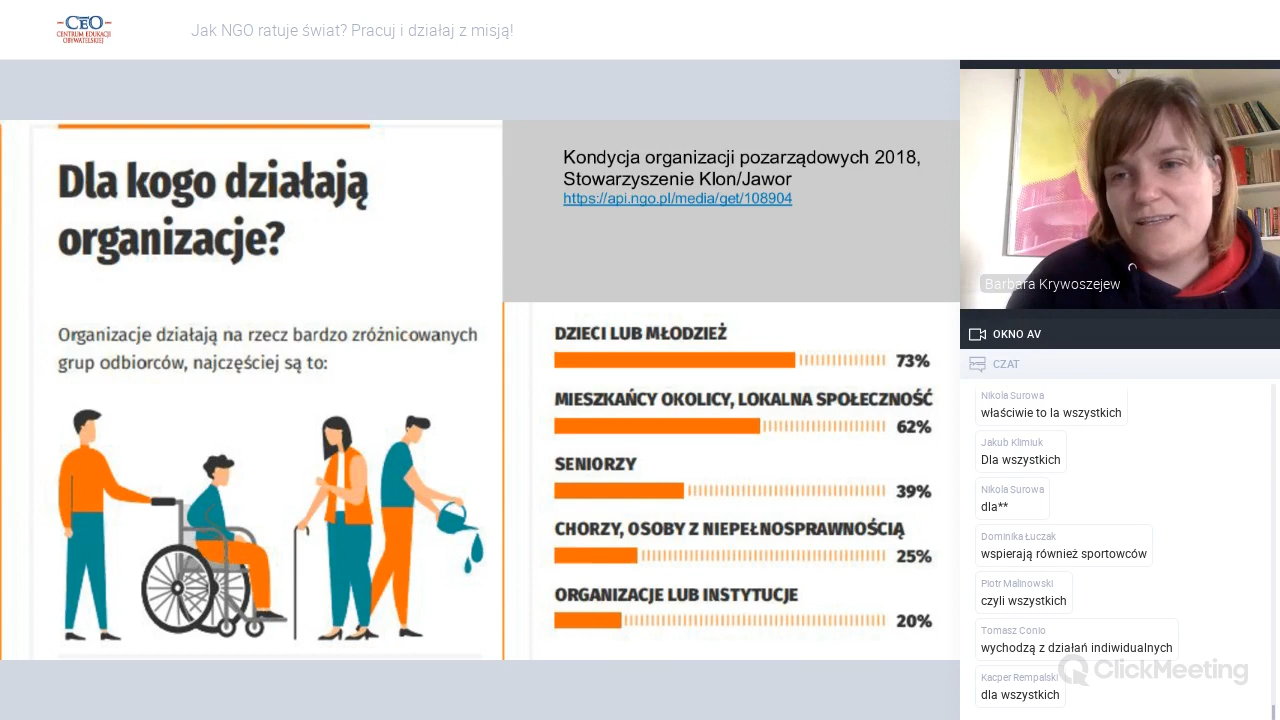 CEO
CENTRUM EDUKACJI
OBYWATELSKIEJ
Jak NGO ratuje świat? Pracuj i działaj z misją!
Dla kogo działają
organizacje?
Organizacje działają na rzecz bardzo zróżnicowanych
grup odbiorców, najczęściej są to:
Kondycja organizacji pozarządowych 2018,
Stowarzyszenie Klon/Jawor
https://api.ngo.pl/media/get/108904
DZIECI LUB MŁODZIEŻ
73%
MIESZKAŃCY OKOLICY, LOKALNA SPOŁECZNOŚĆ
62%
SENIORZY
39%
CHORZY, OSOBY Z NIEPEŁNOSPRAWNOŚCIĄ
25%
ORGANIZACJE LUB INSTYTUCJE
20%
Barbara Krywoszejew
OKNO AV
CZAT
Nikola Surowa
właściwie to la wszystkich
Jakub Klimiuk
Dla wszystkich
Nikola Surowa
dla**
Dominika Łuczak
wspierają również sportowców
Piotr Malinowski
czyli wszystkich
Tomasz Conio
wychodzą z działań indywidualnych
Kacper Rempalski
dla wszystkich
ClickMeeting